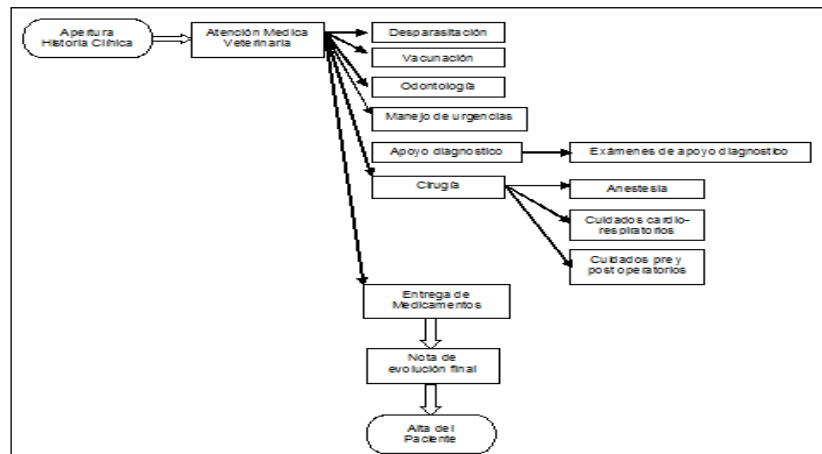 Apertura
Historia Clínica
Atención Medica
Veterinaria
Desparasitación
Vacunación
Odontología
Manejo de urgencias
Apoyo diagnostico
Exámenes de apoyo diagnostico
Cirugía
Anestesia
Cuidados cardio-
respiratorios
Cuidados pre y
post operatorios
Entrega de
Medicamentos
Nota de
evolución final
Alta del
Paciente